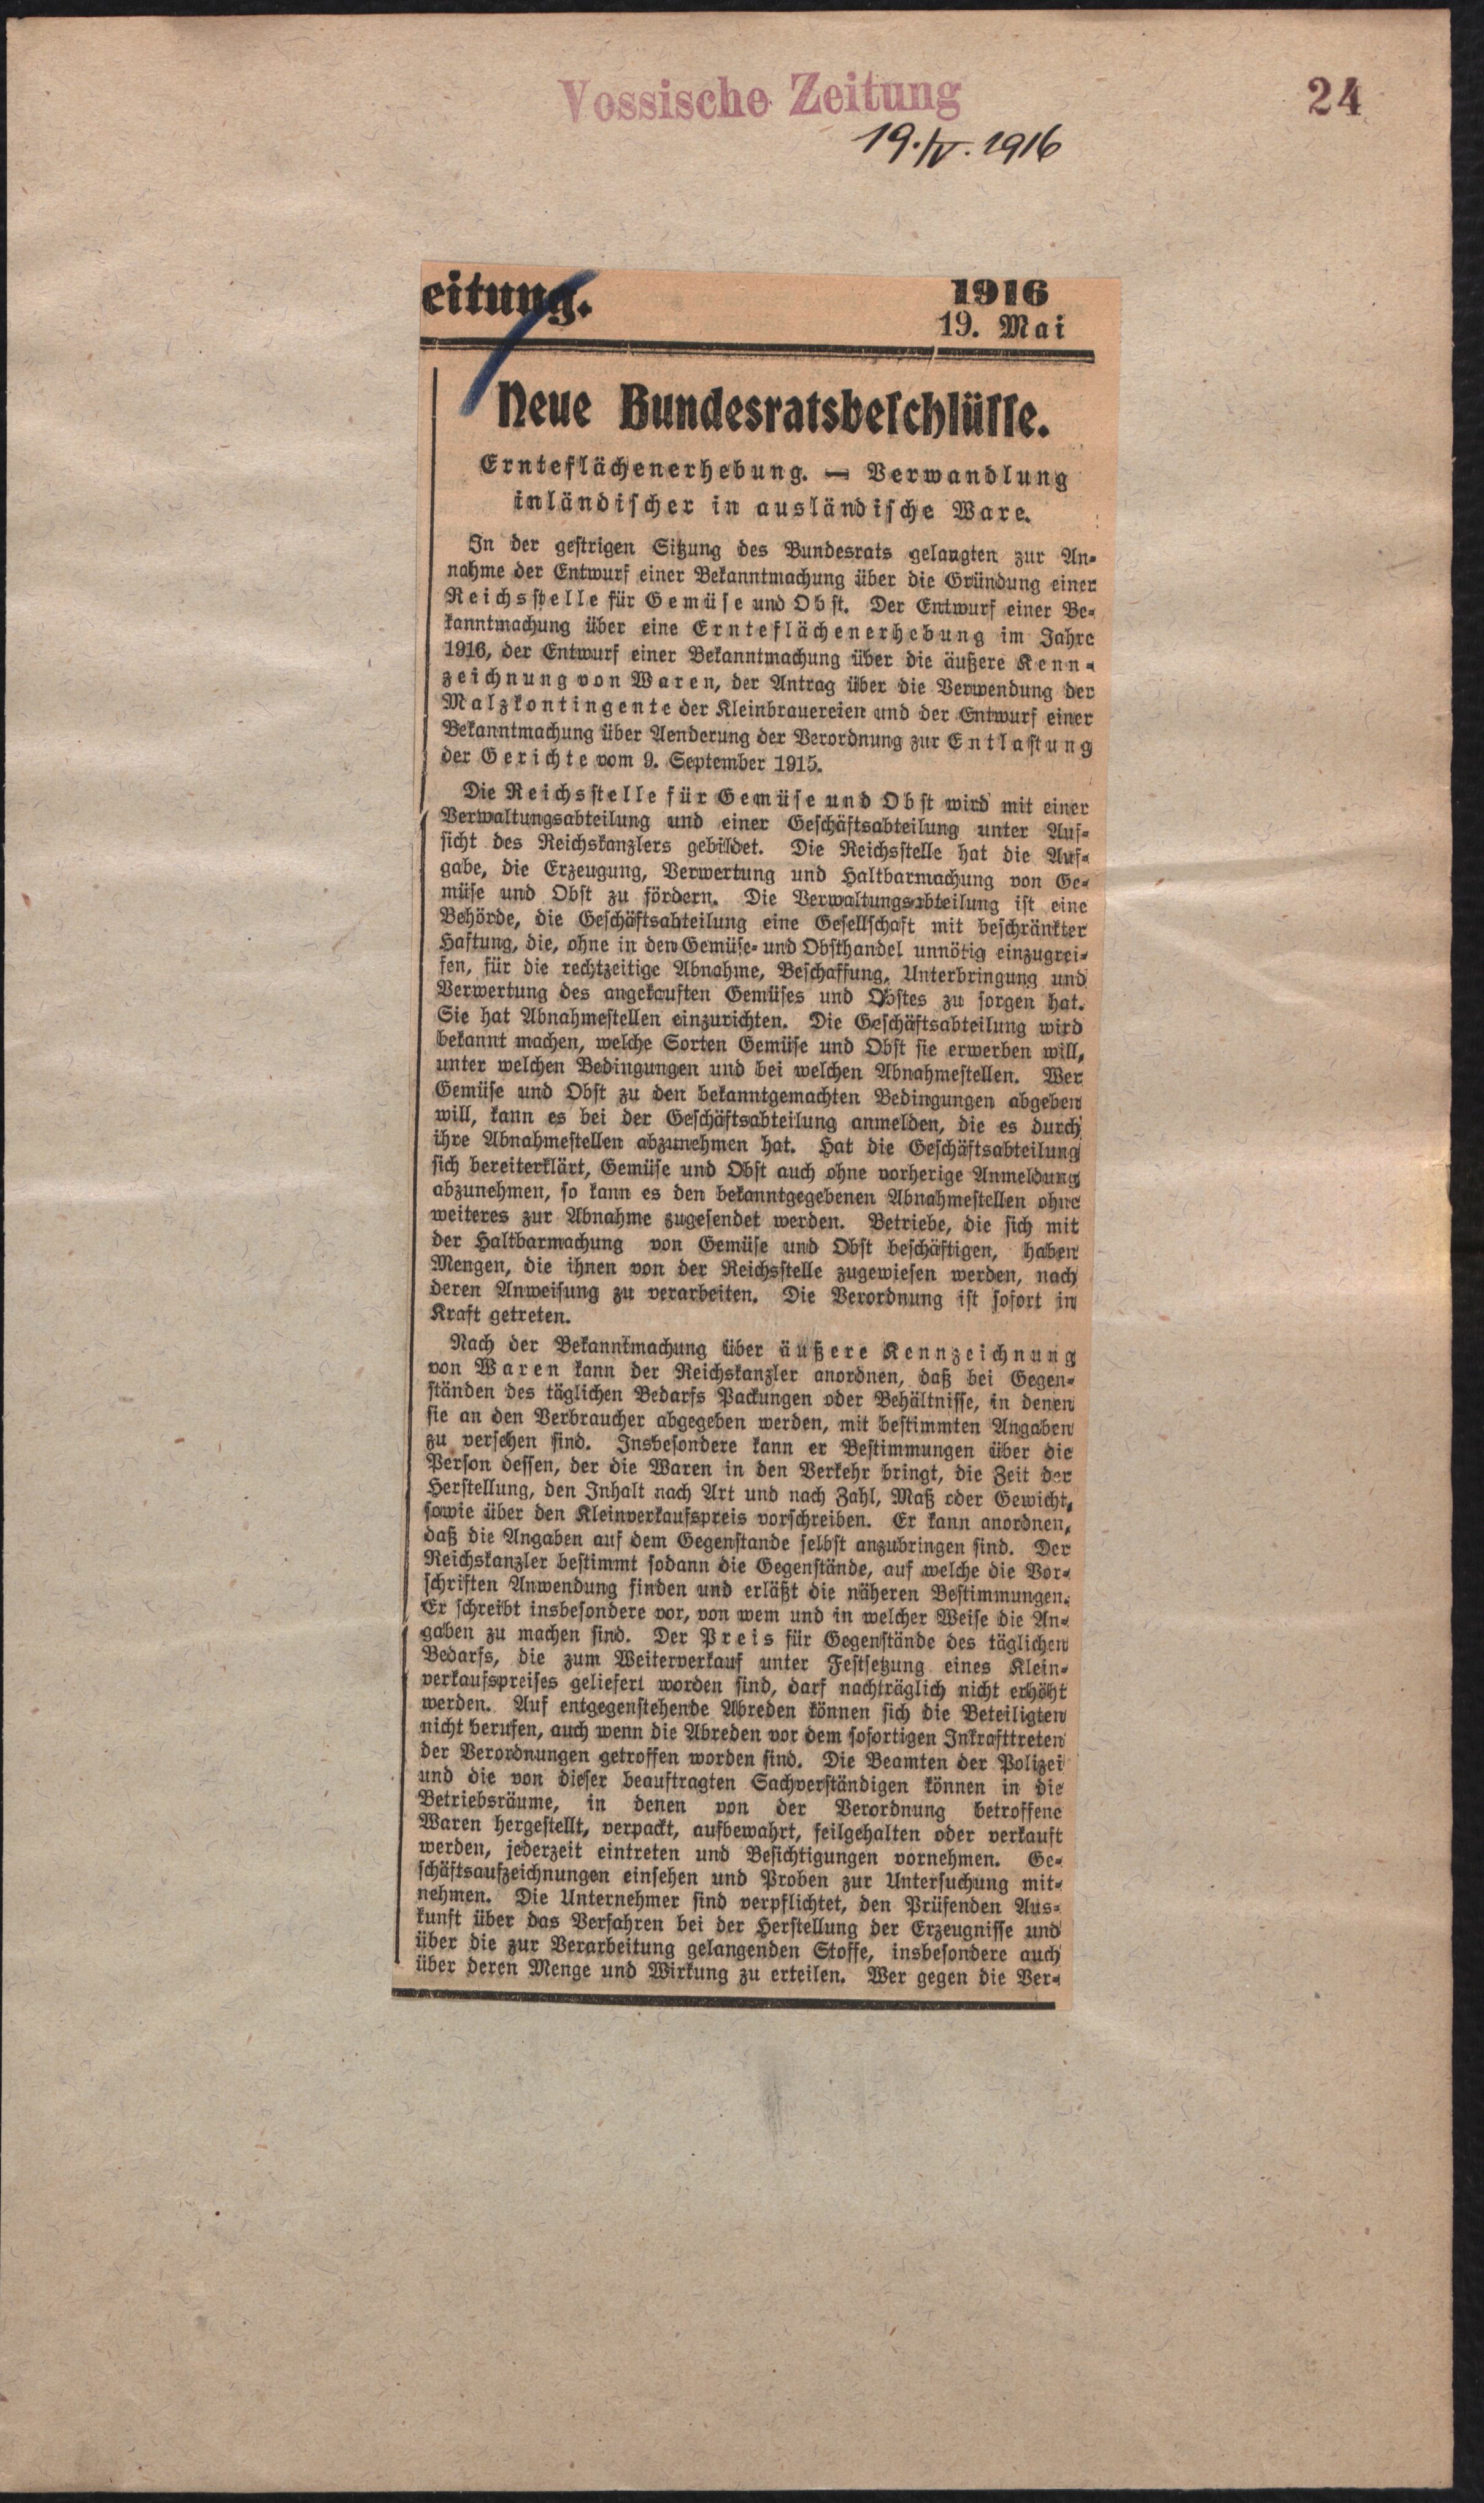 Vossische Zeitung
24
19./V. 1916
eitung.
1916
19. Mai
Neue Bundesratsbeschlüsse.
Ernteflächenerhebung. — Verwandlung
inländischer in ausländische Ware.
In der gestrigen Sitzung des Bundesrats gelangten zur An-
nahme der Entwurf einer Bekanntmachung über die Gründung einer
Reichsstelle für Gemüse und Obst. Der Entwurf einer Be-
kanntmachung über eine Ernteflächenerhebung im Jahre
1916, der Entwurf einer Bekanntmachung über die äußere Kenn-
zeichnung von Waren, der Antrag über die Verwendung der
Malzkontingente der Kleinbrauereien und der Entwurf einer
Bekanntmachung über Aenderung der Verordnung zur Entlastung
der Gerichte vom 9. September 1915.
Die Reichsstelle für Gemüse und Obst wird mit einer
Verwaltungsabteilung und einer Geschäftsabteilung unter Auf-
sicht des Reichskanzlers gebildet. Die Reichsstelle hat die Auf-
gabe, die Erzeugung, Verwertung und Haltbarmachung von Ge-
müse und Obst zu fördern. Die Verwaltungsabteilung ist eine
Behörde, die Geschäftsabteilung eine Gesellschaft mit beschränkter
Haftung, die, ohne in den Gemüse- und Obsthandel unnötig einzugrei-
fen, für die rechtzeitige Abnahme, Beschaffung, Unterbringung und
Verwertung des angekauften Gemüses und Obstes zu sorgen hat.
Sie hat Abnahmestellen einzurichten. Die Geschäftsabteilung wird
bekannt machen, welche Sorten Gemüse und Obst sie erwerben will,
unter welchen Bedingungen und bei welchen Abnahmestellen. Wer
Gemüse und Obst zu den bekanntgemachten Bedingungen abgeben
will, kann es bei der Geschäftsabteilung anmelden, die es durch
ihre Abnahmestellen abzunehmen hat. Hat die Geschäftsabteilung
sich bereiterklärt, Gemüse und Obst auch ohne vorherige Anmeldung
abzunehmen, so kann es den bekanntgegebenen Abnahmestellen ohne
weiteres zur Abnahme zugesendet werden. Betriebe, die sich mit
der Haltbarmachung von Gemüse und Obst beschäftigen, haben
Mengen, die ihnen von der Reichsstelle zugewiesen werden, nach
deren Anweisung zu verarbeiten. Die Verordnung ist sofort in
Kraft getreten.
Nach der Bekanntmachung über äußere Kennzeichnung
von Waren kann der Reichskanzler anordnen, daß bei Gegen-
ständen des täglichen Bedarfs Packungen oder Behältnisse, in denen
sie an den Verbraucher abgegeben werden, mit bestimmten Angaben
zu versehen sind. Insbesondere kann er Bestimmungen über die
Person dessen, der die Waren in den Verkehr bringt, die Zeit der
Herstellung, den Inhalt nach Art und nach Zahl, Maß oder Gewicht,
sowie über den Kleinverkaufspreis vorschreiben. Er kann anordnen,
daß die Angaben auf dem Gegenstande selbst anzubringen sind. Der
Reichskanzler bestimmt sodann die Gegenstände, auf welche die Vor-
schriften Anwendung finden und erläßt die näheren Bestimmungen.
Er schreibt insbesondere vor, von wem und in welcher Weise die An-
gaben zu machen sind. Der Preis für Gegenstände des täglichen
Bedarfs, die zum Weiterverkauf unter Festsetzung eines Klein-
verkaufspreises geliefert worden sind, darf nachträglich nicht erhöht
werden. Auf entgegenstehende Abreden können sich die Beteiligten
nicht berufen, auch wenn die Abreden vor dem sofortigen Inkrafttreten
der Verordnungen getroffen worden sind. Die Beamten der Polizei
und die von dieser beauftragten Sachverständigen können in die
Betriebsräume, in denen von der Verordnung betroffene
Waren hergestellt, verpackt, aufbewahrt, feilgehalten oder verkauft
werden, jederzeit eintreten und Besichtigungen vornehmen. Ge-
schäftsaufzeichnungen einsehen und Proben zur Untersuchung mit-
nehmen. Die Unternehmer sind verpflichtet, den Prüfenden Aus-
kunft über das Verfahren bei der Herstellung der Erzeugnisse und
über die zur Verarbeitung gelangenden Stoffe, insbesondere auch
über deren Menge und Wirkung zu erteilen. Wer gegen die Ver-